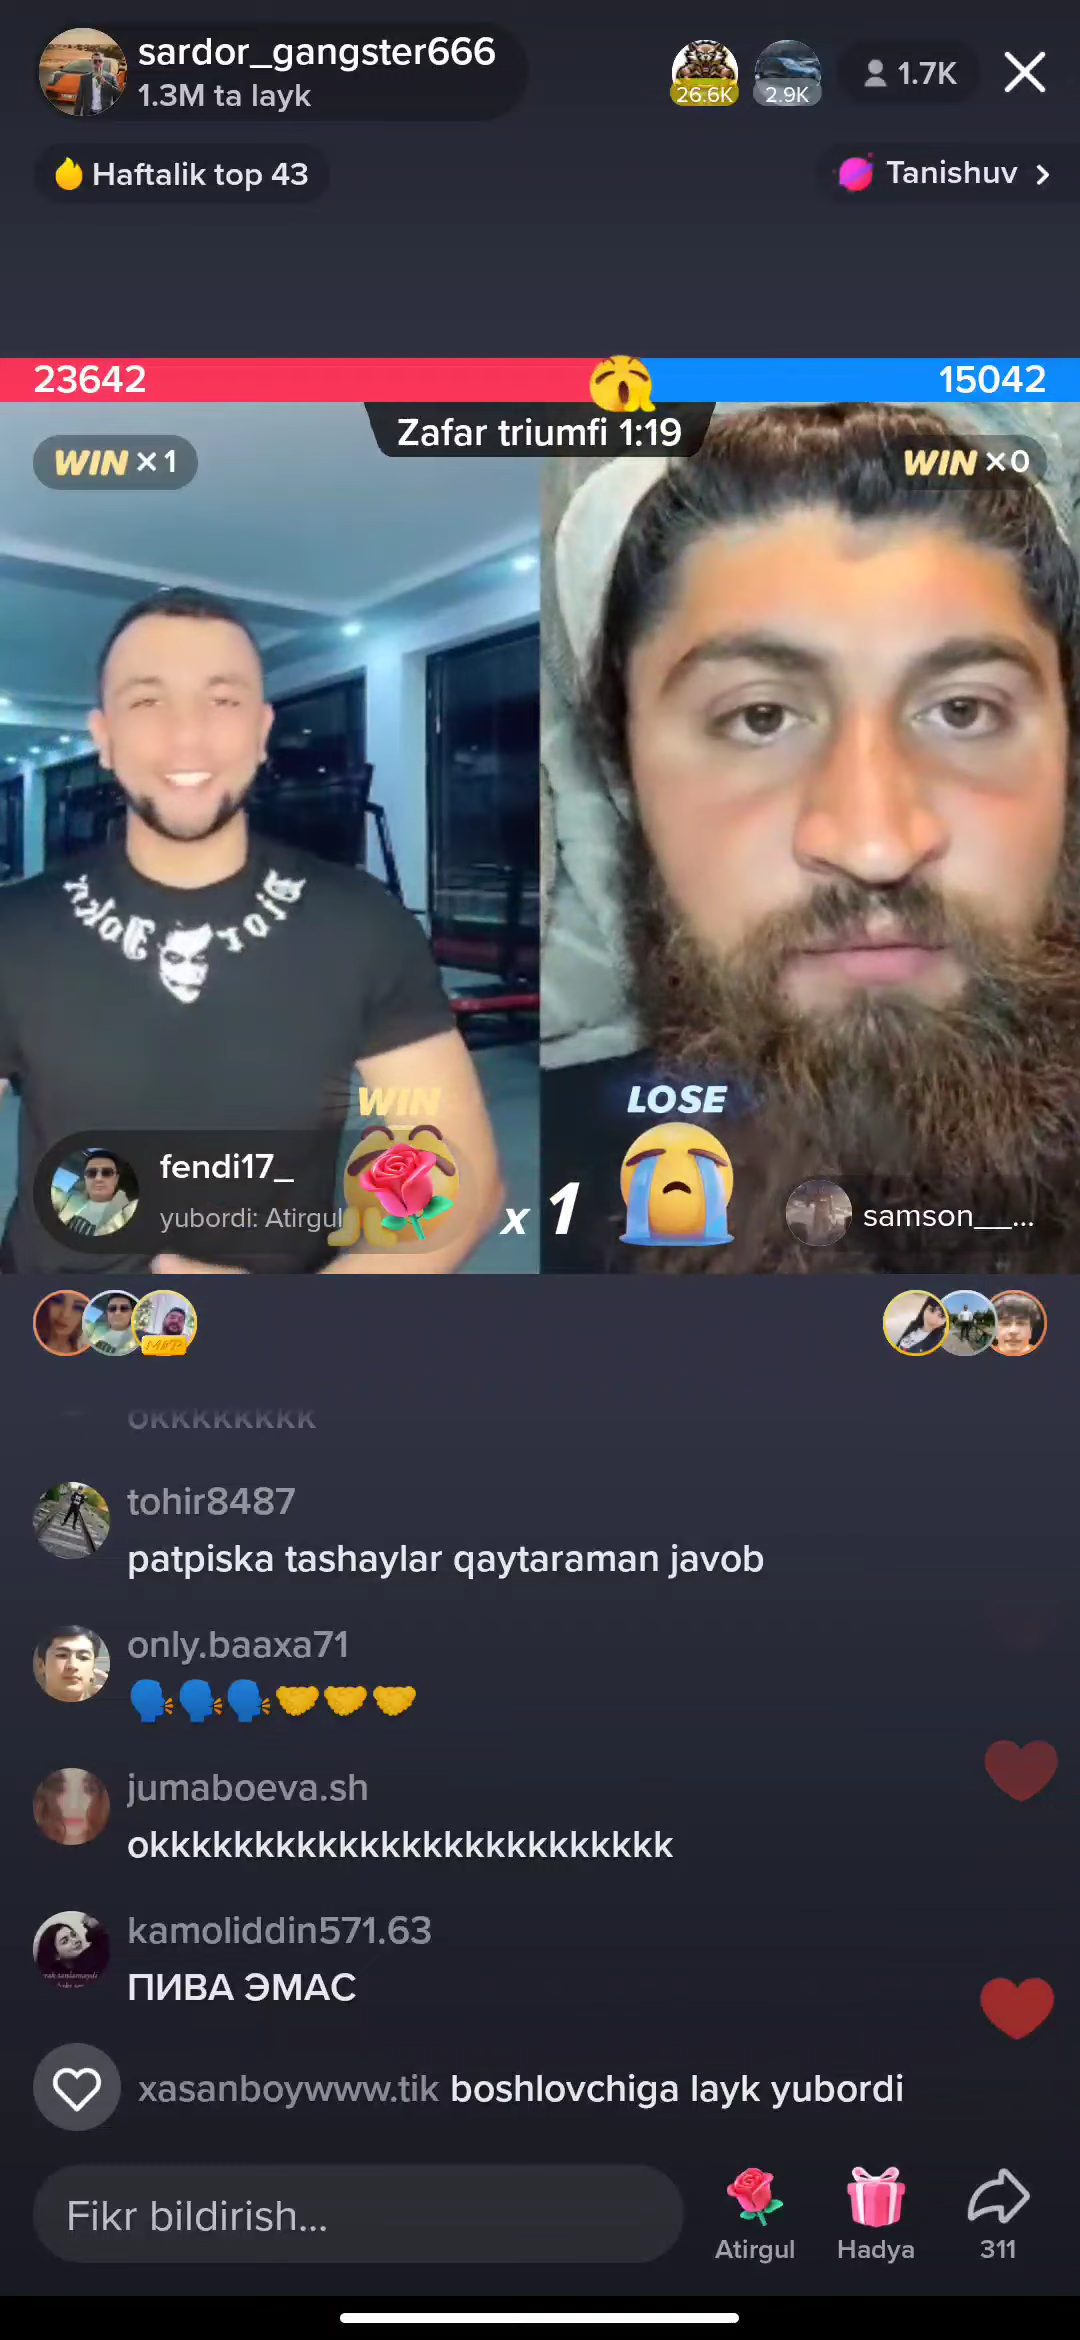 sardor_gangster666
1.3M ta layk
26.6K
2.9K
1.7K
Haftalik top 43
Tanishuv
23642
15042
Zafar triumfi 1:19
WIN ×1
WIN ×0
Dior Joker
WIN
LOSE
fendi17_
yubordi: Atirgul
x 1
samson__...
okkkkkkkk
tohir8487
patpiska tashaylar qaytaraman javob
only.baaxa71
jumaboeva.sh
okkkkkkkkkkkkkkkkkkkkkkkkk
kamoliddin571.63
ПИВА ЭМАС
xasanboywww.tik boshlovchiga layk yubordi
Fikr bildirish...
Atirgul
Hadya
311